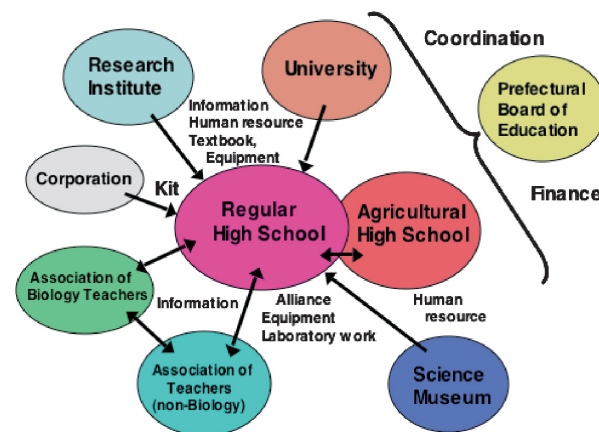 Coordination
Research
Institute
University
Prefectural
Board of
Education
Information
Human resource
Textbook,
Equipment
Corporation
Kit
Finance
Regular
High School
Agricultural
High School
Association of
Biology Teachers
Information
Alliance
Equipment
Laboratory work
Human
resource
Association of
Teachers
(non-Biology)
Science
Museum